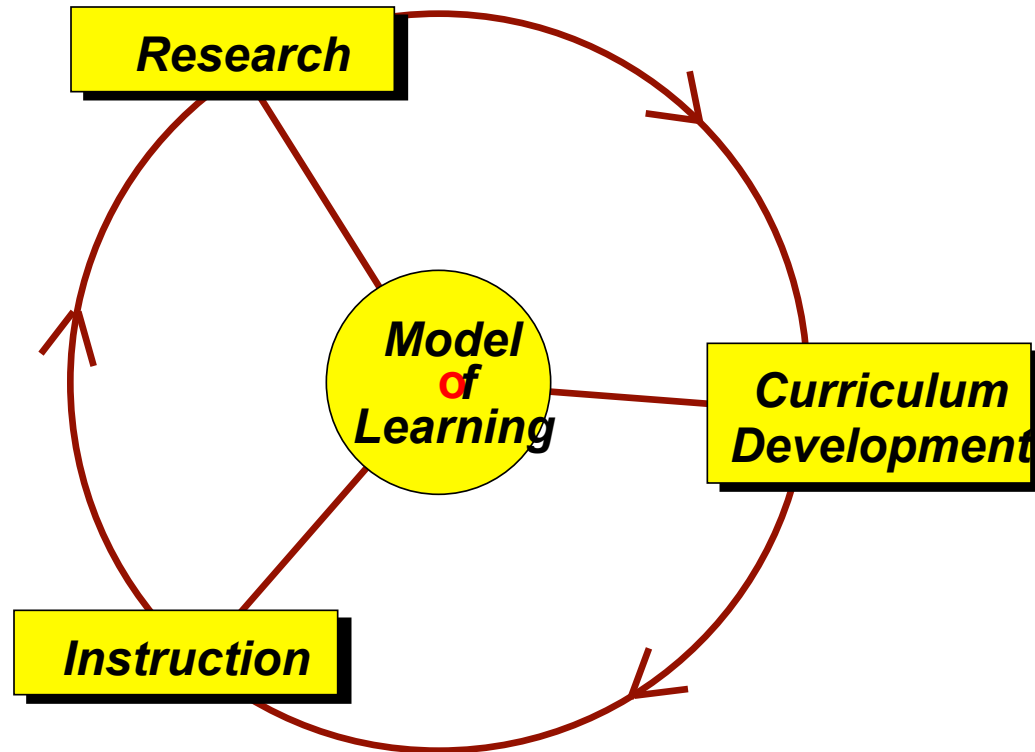 Research
Model
of
Learning
Curriculum
Development
Instruction